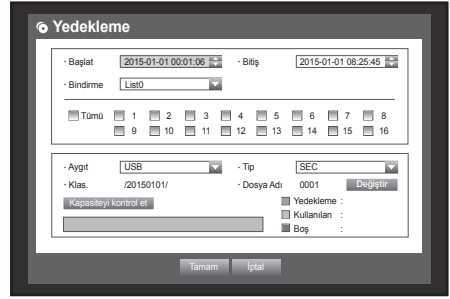 Yedekleme
· Başlat 2015-01-01 00:01:06 · Bitiş 2015-01-01 08:25:45
· Bindirme List0
Tümü 1 2 3 4 5 6 7 8
9 10 11 12 13 14 15 16
· Aygıt USB · Tip SEC
· Klas. /20150101/ · Dosya Adı 0001 Değiştir
Kapasiteyi kontrol et Yedekleme :
Kullanılan :
Boş :
Tamam İptal